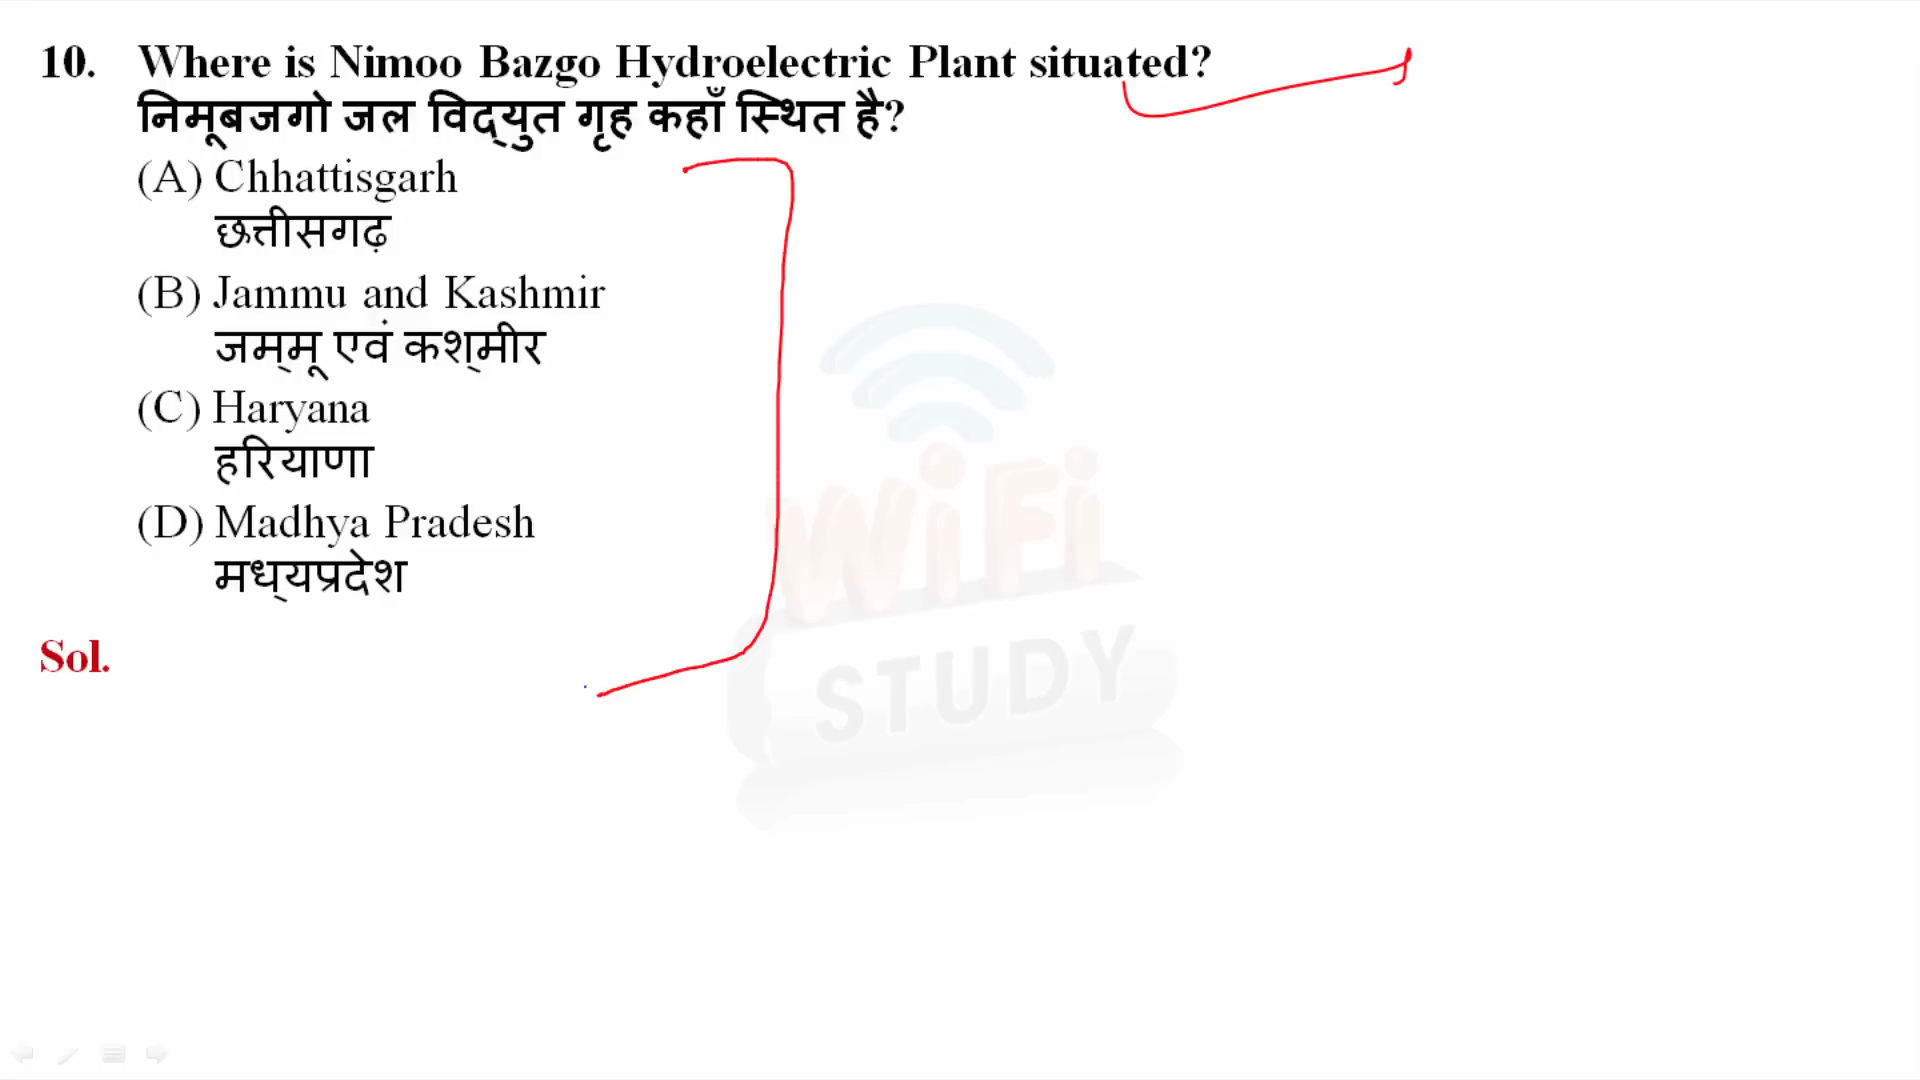 10. Where is Nimoo Bazgo Hydroelectric Plant situated?
निमूबजगो जल विद्‌युत गृह कहाँ स्थित है?
(A) Chhattisgarh
छत्तीसगढ़
(B) Jammu and Kashmir
जम्‌मू एवं कश्‌मीर
(C) Haryana
हरियाणा
(D) Madhya Pradesh
मध्‌यप्रदेश
Sol.
WiFi
STUDY